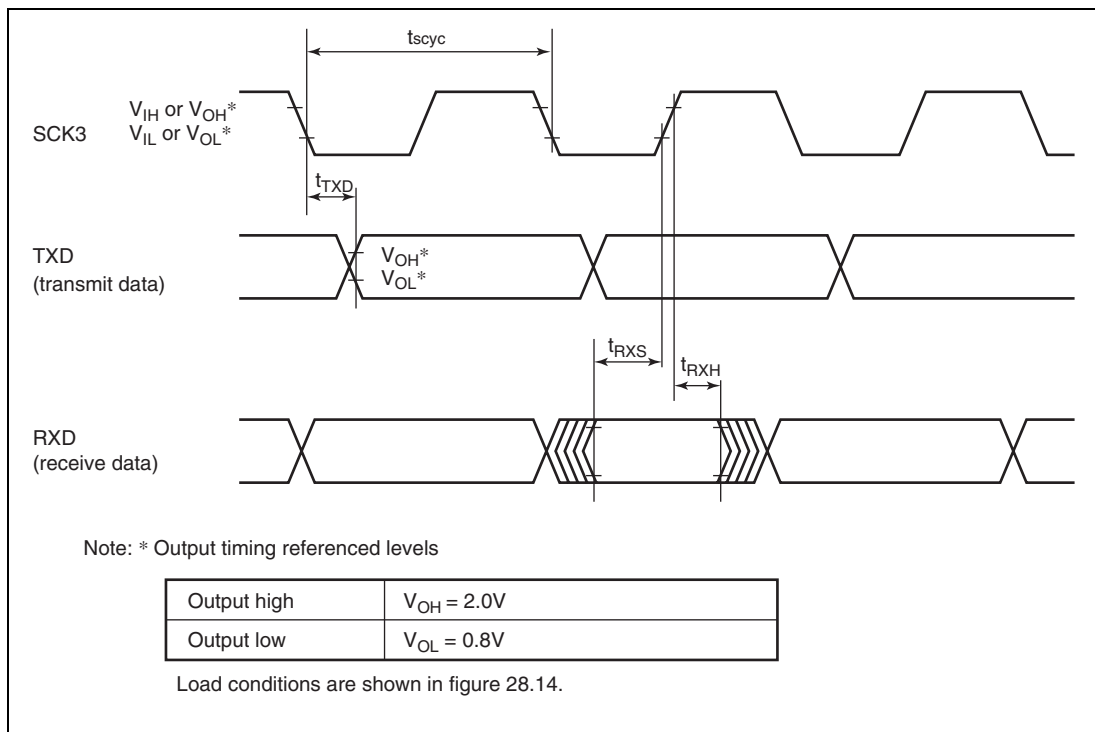 tscyc
VIH or VOH*
VIL or VOL*
SCK3
tTXD
TXD
(transmit data)
VOH*
VOL*
tRXS
tRXH
RXD
(receive data)
Note: * Output timing referenced levels
Output high VOH = 2.0V
Output low VOL = 0.8V
Load conditions are shown in figure 28.14.